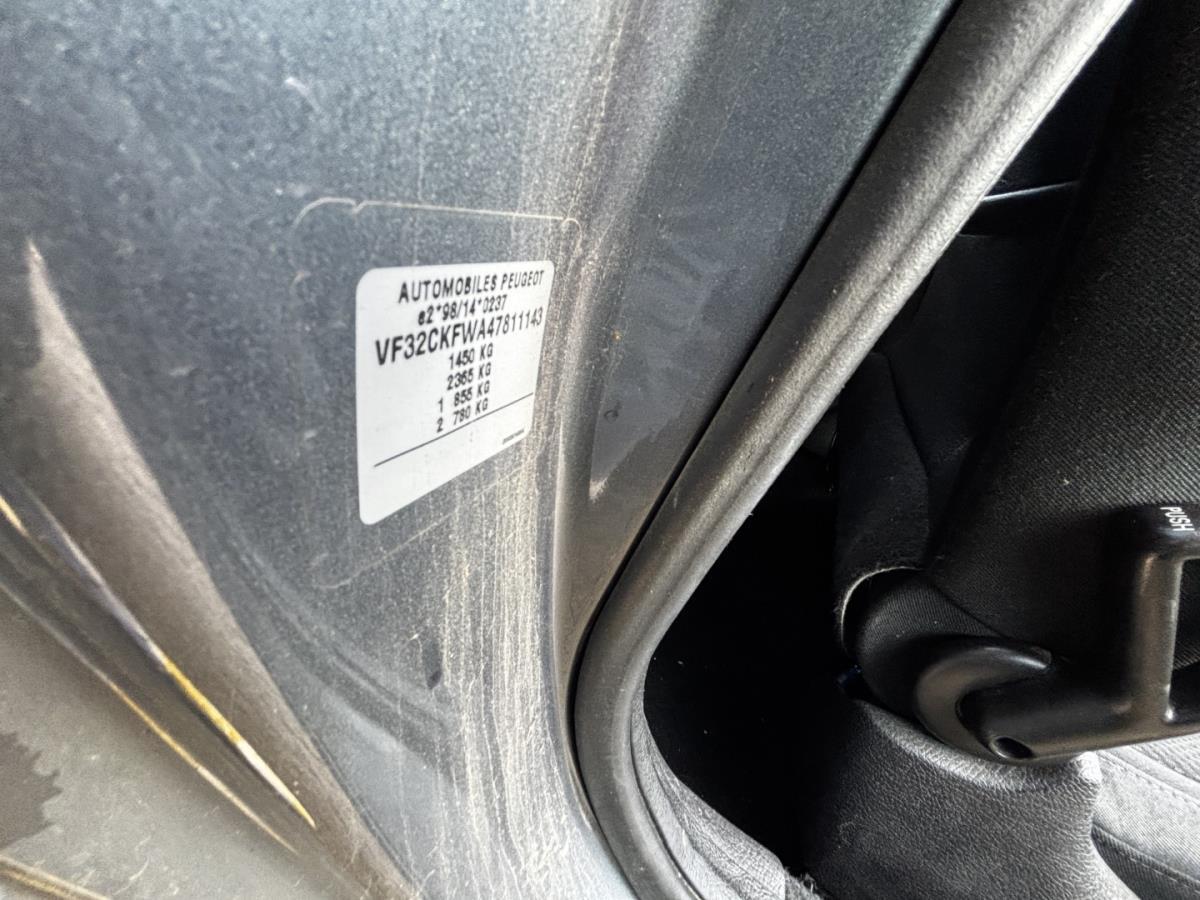 AUTOMOBILES PEUGEOT
e2*98/14*0237
VF32CKFWA47811143
1450 KG
2365 KG
1 855 KG
2 780 KG
PUSH